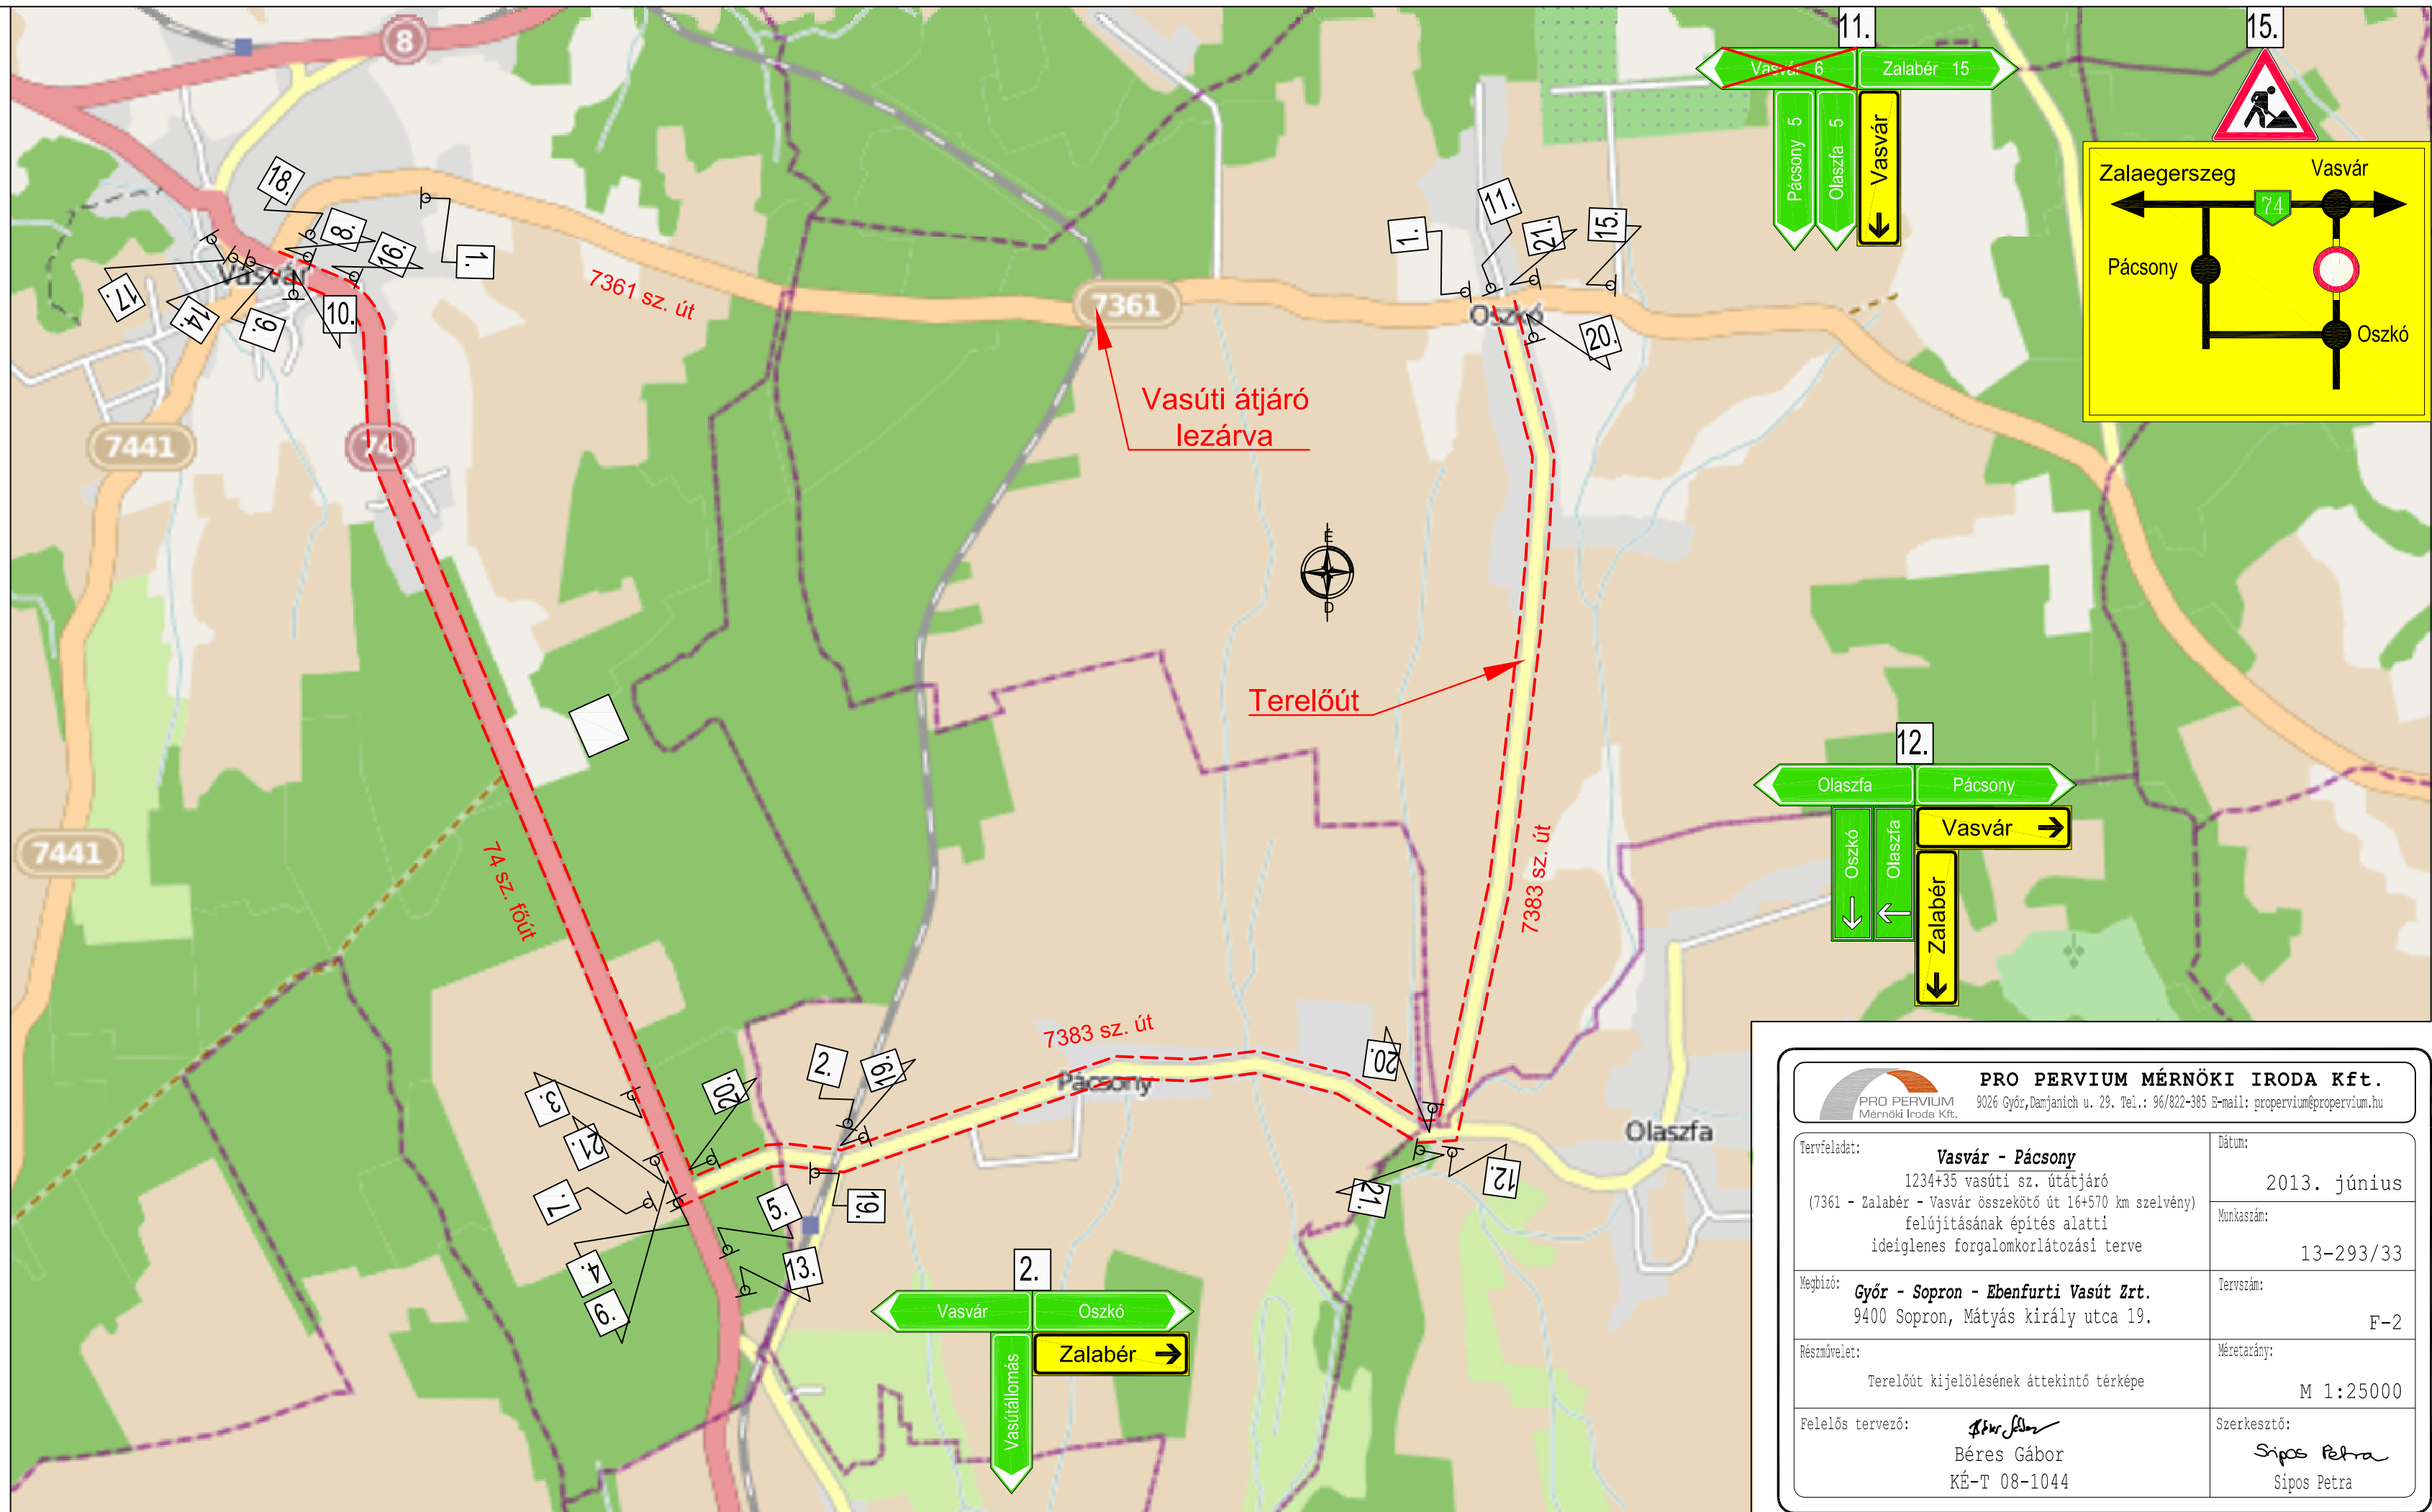 8
11.
Vasvár 6
Zalabér 15
Pácsony 5
Olaszfa 5
Vasvár
15.
Zalaegerszeg
Vasvár
74
Pácsony
Oszkó
18.
8.
16.
1.
Vasvár
17.
14.
9.
10.
7361 sz. út
7361
1.
11.
21.
15.
Oszkó
20.
Vasúti átjáró
lezárva
7441
74
É
D
Terelőút
12.
Olaszfa
Pácsony
Oszkó
Olaszfa
Vasvár
Zalabér
7441
74 sz. főút
7383 sz. út
7383 sz. út
Pácsony
Olaszfa
3.
21.
7.
4.
6.
20.
2.
19.
5.
19.
13.
20.
12.
21.
2.
Vasvár
Oszkó
Zalabér
Vasútállomás
PRO PERVIUM
Mérnöki Iroda Kft.
PRO PERVIUM MÉRNÖKI IRODA Kft.
9026 Győr,Damjanich u. 29. Tel.: 96/822-385 E-mail: propervium@propervium.hu
Tervfeladat:
Vasvár - Pácsony
1234+35 vasúti sz. útátjáró
(7361 - Zalabér - Vasvár összekötő út 16+570 km szelvény)
felújításának építés alatti
ideiglenes forgalomkorlátozási terve
Dátum:
2013. június
Munkaszám:
13-293/33
Megbízó:
Győr - Sopron - Ebenfurti Vasút Zrt.
9400 Sopron, Mátyás király utca 19.
Tervszám:
F-2
Részművelet:
Terelőút kijelölésének áttekintő térképe
Méretarány:
M 1:25000
Felelős tervező:
Béres Gábor
KÉ-T 08-1044
Szerkesztő:
Sipos Petra
Sipos Petra